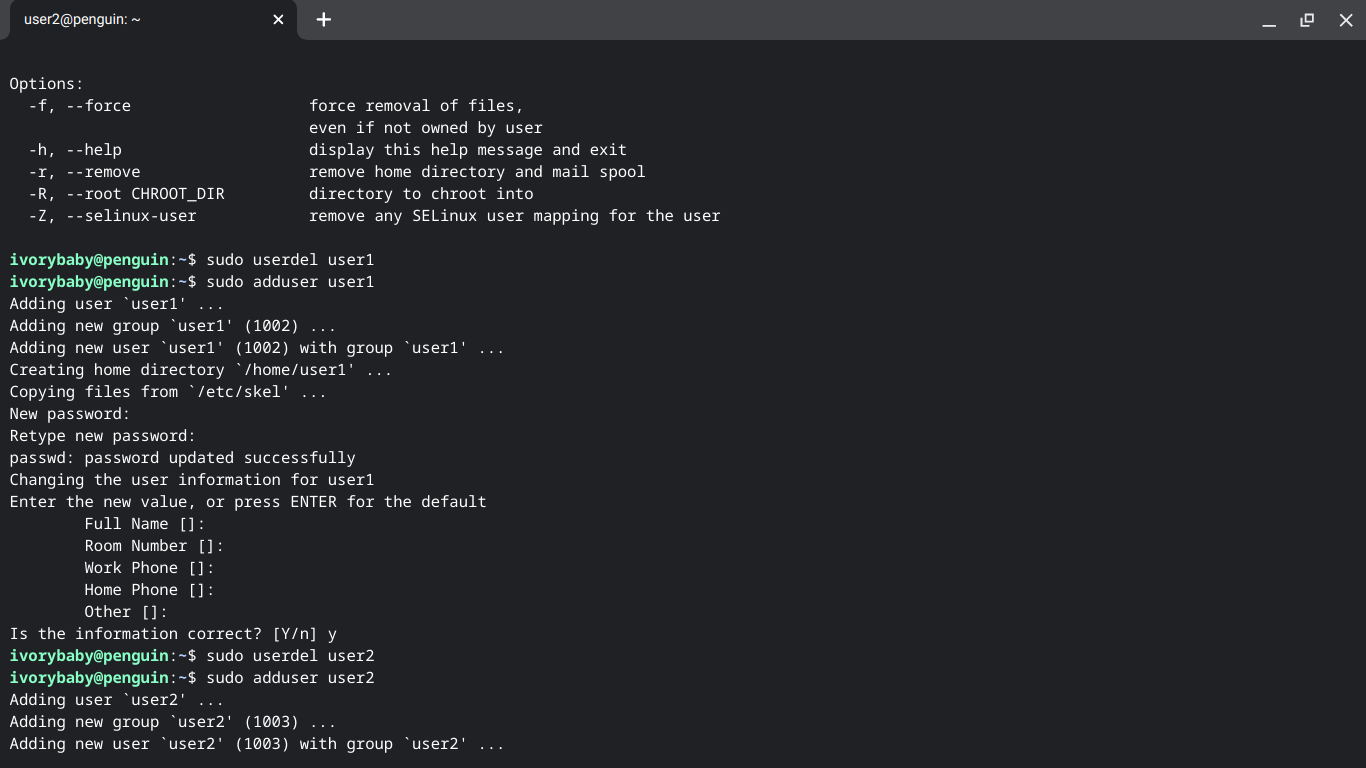 user2@penguin: ~
Options:
-f, --force force removal of files,
even if not owned by user
-h, --help display this help message and exit
-r, --remove remove home directory and mail spool
-R, --root CHROOT_DIR directory to chroot into
-Z, --selinux-user remove any SELinux user mapping for the user
ivorybaby@penguin:~$ sudo userdel user1
ivorybaby@penguin:~$ sudo adduser user1
Adding user `user1' ...
Adding new group `user1' (1002) ...
Adding new user `user1' (1002) with group `user1' ...
Creating home directory `/home/user1' ...
Copying files from `/etc/skel' ...
New password:
Retype new password:
passwd: password updated successfully
Changing the user information for user1
Enter the new value, or press ENTER for the default
Full Name []:
Room Number []:
Work Phone []:
Home Phone []:
Other []:
Is the information correct? [Y/n] y
ivorybaby@penguin:~$ sudo userdel user2
ivorybaby@penguin:~$ sudo adduser user2
Adding user `user2' ...
Adding new group `user2' (1003) ...
Adding new user `user2' (1003) with group `user2' ...